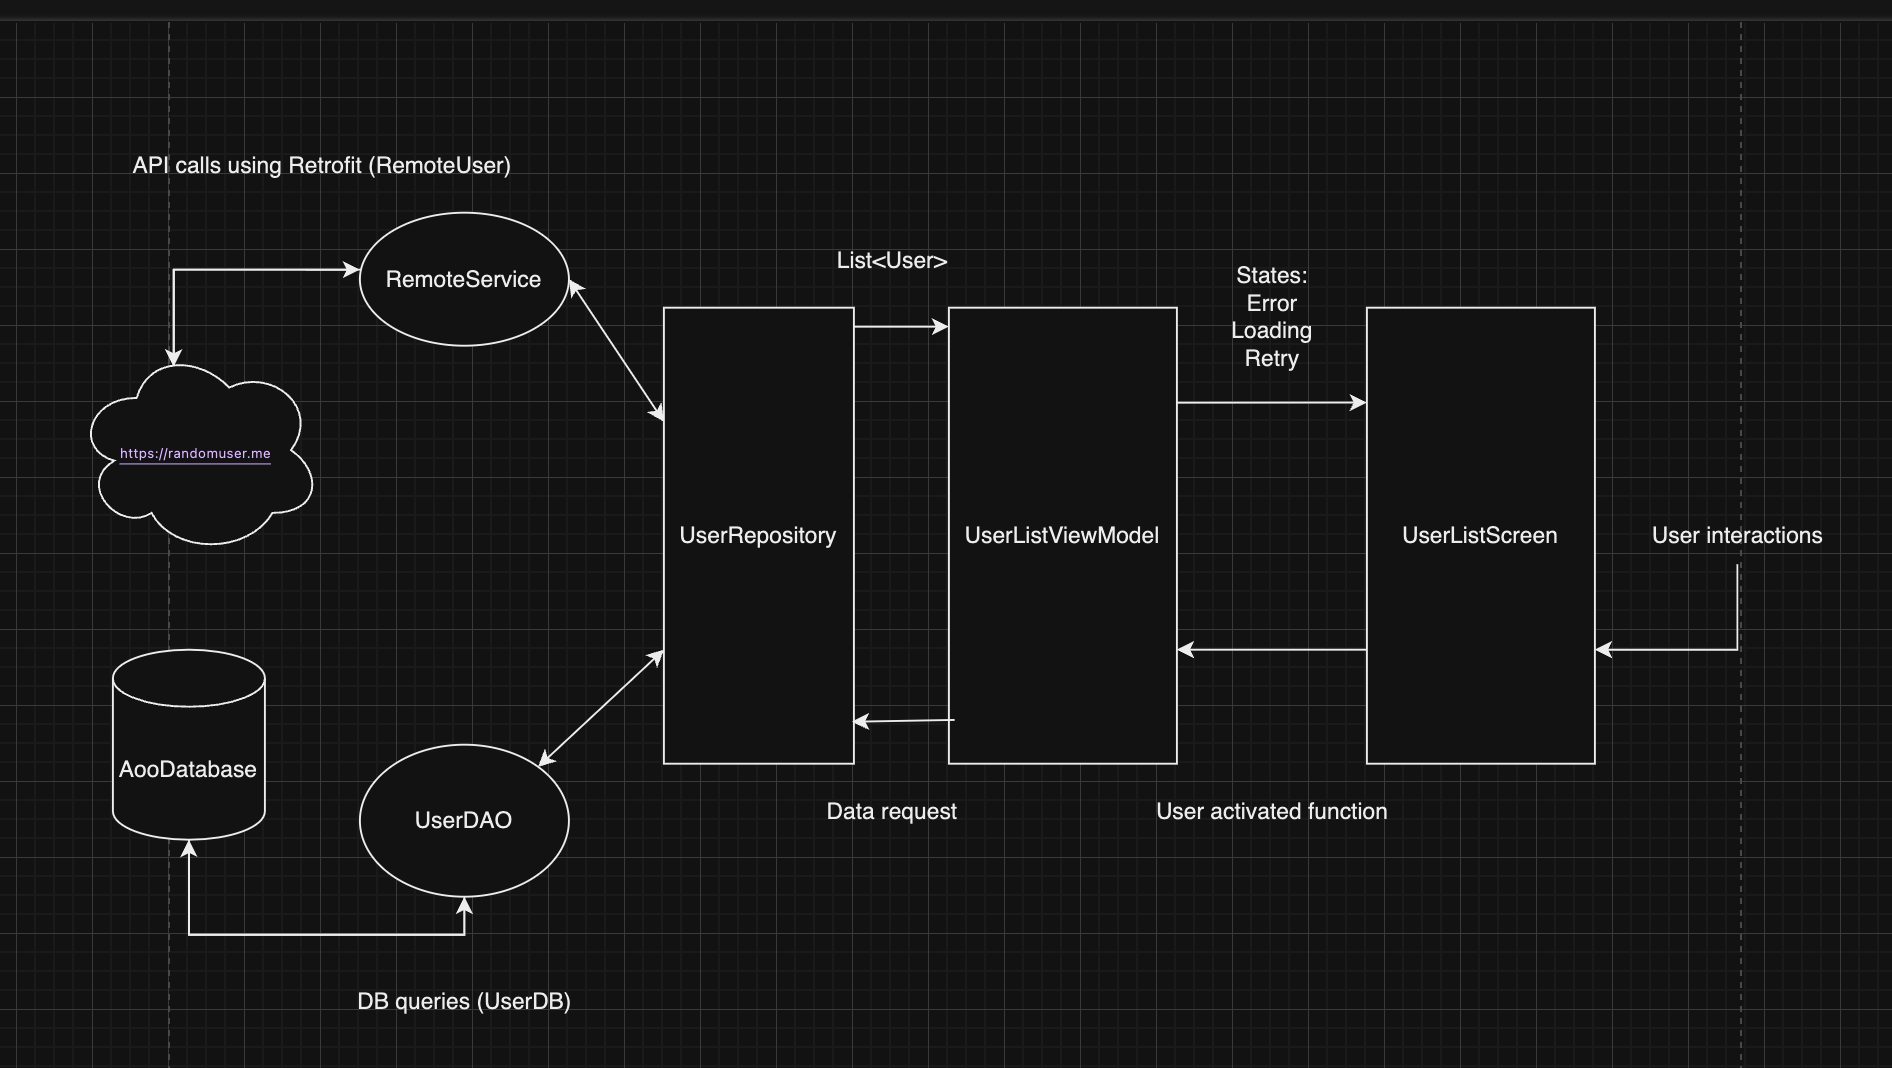 API calls using Retrofit (RemoteUser)
RemoteService
https://randomuser.me
AooDatabase
UserDAO
DB queries (UserDB)
UserRepository
List<User>
UserListViewModel
States:
Error
Loading
Retry
UserListScreen
User interactions
Data request
User activated function